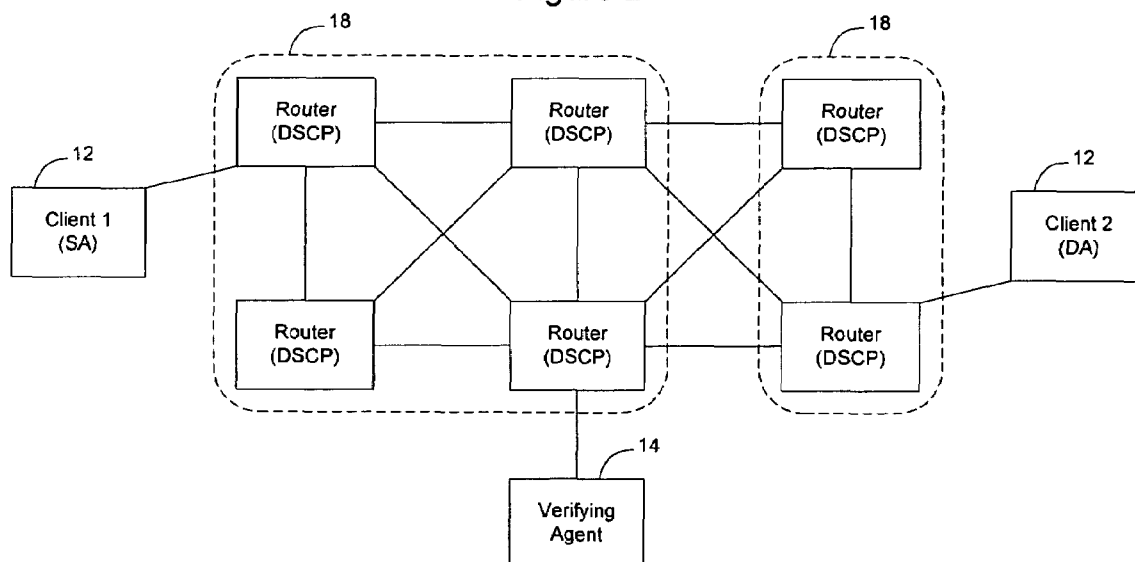 18
18
Router
(DSCP)
Router
(DSCP)
Router
(DSCP)
12
Client 1
(SA)
12
Client 2
(DA)
Router
(DSCP)
Router
(DSCP)
Router
(DSCP)
14
Verifying
Agent